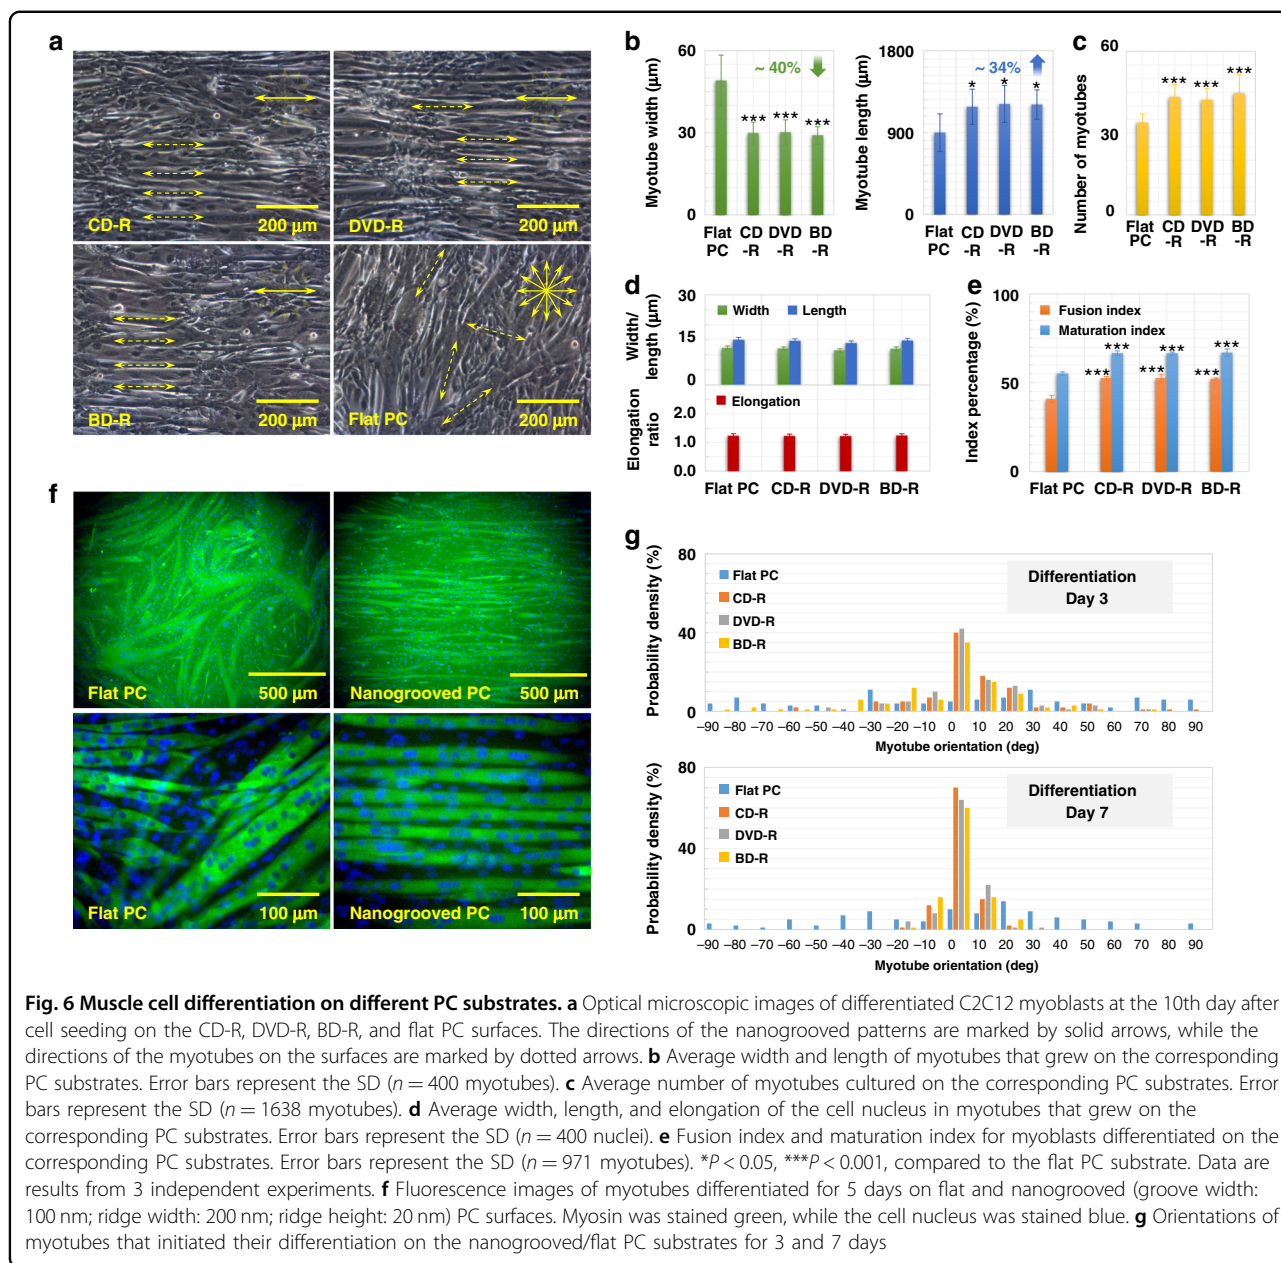 a
CD-R
200 µm
DVD-R
200 µm
BD-R
200 µm
Flat PC
200 µm
b
Myotube width (µm)
60
30
0
~ 40%
***
***
***
Flat PC
CD -R
DVD -R
BD -R
Myotube length (µm)
1800
900
0
~ 34%
*
*
*
Flat PC
CD -R
DVD -R
BD -R
c
Number of myotubes
60
30
0
***
***
***
Flat PC
CD -R
DVD -R
BD -R
d
Width/ length (µm)
30
15
0
Width
Length
Elongation ratio
2.0
1.0
0.0
Elongation
Flat PC
CD-R
DVD-R
BD-R
e
Index percentage (%)
100
50
0
Fusion index
Maturation index
***
***
***
***
***
***
Flat PC
CD-R
DVD-R
BD-R
f
Flat PC
500 µm
Nanogrooved PC
500 µm
Flat PC
100 µm
Nanogrooved PC
100 µm
g
Probability density (%)
80
40
0
Flat PC
CD-R
DVD-R
BD-R
Differentiation
Day 3
–90 –80 –70 –60 –50 –40 –30 –20 –10 0 10 20 30 40 50 60 70 80 90
Myotube orientation (deg)
Probability density (%)
80
40
0
Flat PC
CD-R
DVD-R
BD-R
Differentiation
Day 7
–90 –80 –70 –60 –50 –40 –30 –20 –10 0 10 20 30 40 50 60 70 80 90
Myotube orientation (deg)
Fig. 6 Muscle cell differentiation on different PC substrates. a Optical microscopic images of differentiated C2C12 myoblasts at the 10th day after
cell seeding on the CD-R, DVD-R, BD-R, and flat PC surfaces. The directions of the nanogrooved patterns are marked by solid arrows, while the
directions of the myotubes on the surfaces are marked by dotted arrows. b Average width and length of myotubes that grew on the corresponding
PC substrates. Error bars represent the SD (n = 400 myotubes). c Average number of myotubes cultured on the corresponding PC substrates. Error
bars represent the SD (n = 1638 myotubes). d Average width, length, and elongation of the cell nucleus in myotubes that grew on the
corresponding PC substrates. Error bars represent the SD (n = 400 nuclei). e Fusion index and maturation index for myoblasts differentiated on the
corresponding PC substrates. Error bars represent the SD (n = 971 myotubes). *P < 0.05, ***P < 0.001, compared to the flat PC substrate. Data are
results from 3 independent experiments. f Fluorescence images of myotubes differentiated for 5 days on flat and nanogrooved (groove width:
100 nm; ridge width: 200 nm; ridge height: 20 nm) PC surfaces. Myosin was stained green, while the cell nucleus was stained blue. g Orientations of
myotubes that initiated their differentiation on the nanogrooved/flat PC substrates for 3 and 7 days